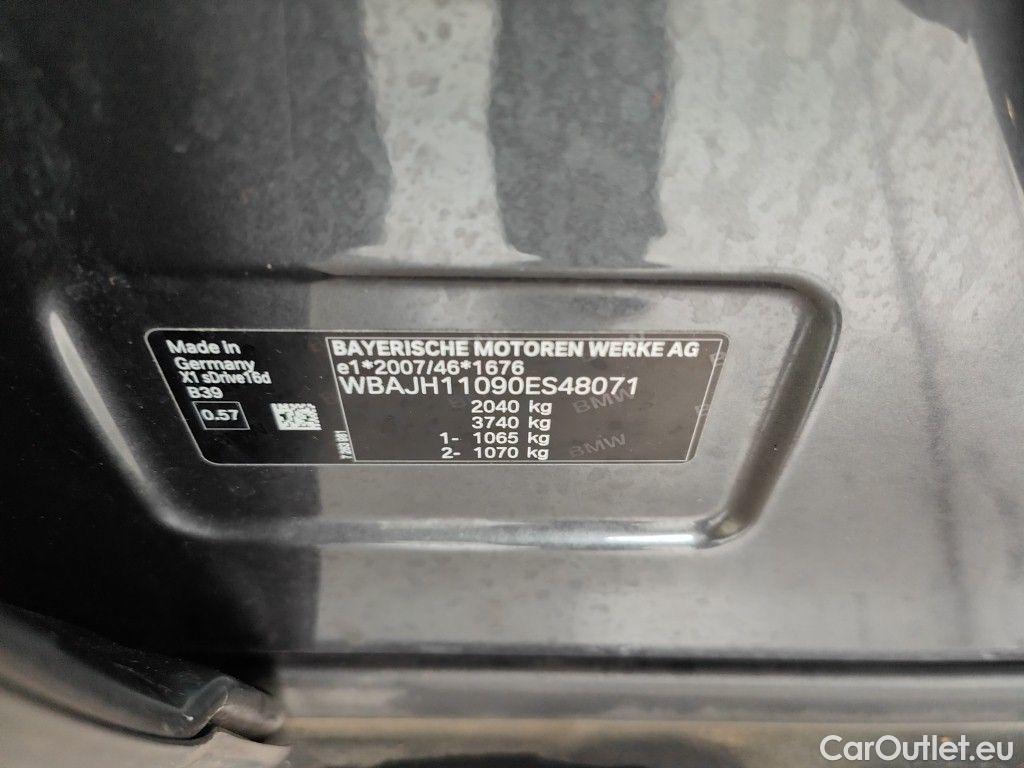 Made in
Germany
X1 sDrive16d
B39
0.57
BAYERISCHE MOTOREN WERKE AG
e1*2007/46*1676
WBAJH11090ES48071
2040 kg
3740 kg
1- 1065 kg
2- 1070 kg
BMW
BMW
CarOutlet.eu